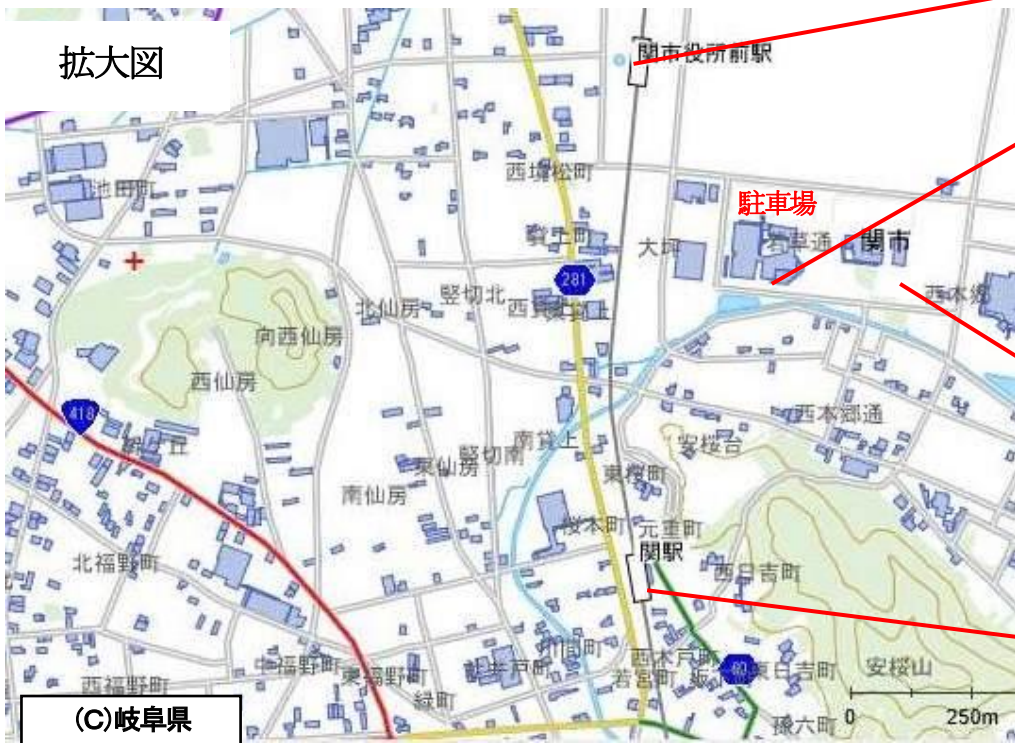 拡大図
関市役所前駅
西境松町
池田町
駐車場
若草通
関市
大坪
貸上町
281
竪切北
北仙房
西本郷
向西仙房
西仙房
418
西本郷通
南貸上
安桜台
竪切南
東仙房
東桜町
南仙房
桜本町
元重町
関駅
北福野町
西日吉町
中福野町
東福野町
西木戸町
40
東日吉町
安桜山
西福野町
緑町
若宮町
孫六町
(C)岐阜県
0
250m